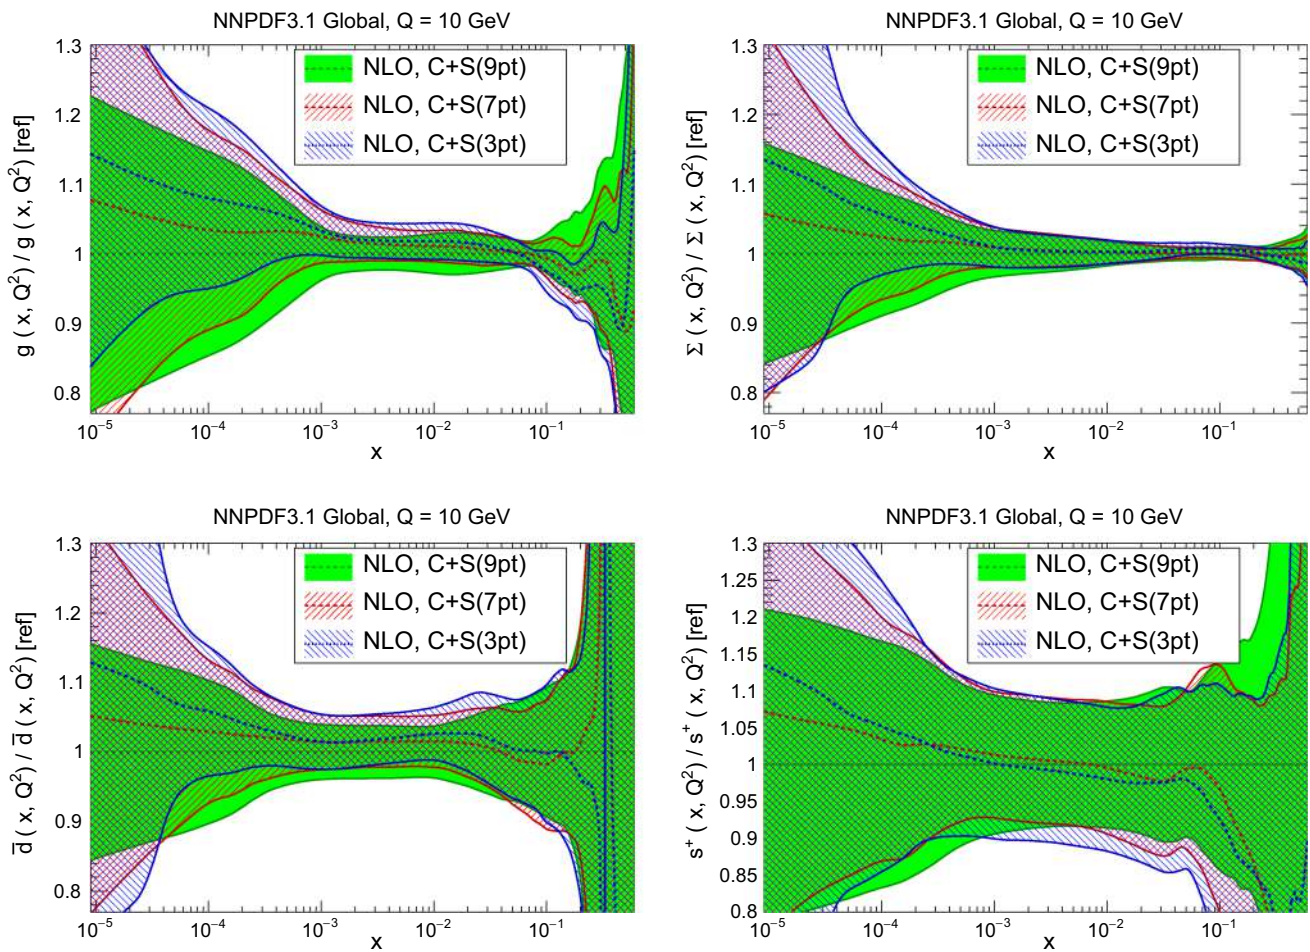 NNPDF3.1 Global, Q = 10 GeV
g ( x, Q²) / g ( x, Q²) [ref]
1.3
1.2
1.1
1
0.9
0.8
NLO, C+S(9pt)
NLO, C+S(7pt)
NLO, C+S(3pt)
10⁻⁵ 10⁻⁴ 10⁻³ 10⁻² 10⁻¹
x
NNPDF3.1 Global, Q = 10 GeV
Σ ( x, Q²) / Σ ( x, Q²) [ref]
1.3
1.2
1.1
1
0.9
0.8
NLO, C+S(9pt)
NLO, C+S(7pt)
NLO, C+S(3pt)
10⁻⁵ 10⁻⁴ 10⁻³ 10⁻² 10⁻¹
x
NNPDF3.1 Global, Q = 10 GeV
d̄ ( x, Q²) / d̄ ( x, Q²) [ref]
1.3
1.2
1.1
1
0.9
0.8
NLO, C+S(9pt)
NLO, C+S(7pt)
NLO, C+S(3pt)
10⁻⁵ 10⁻⁴ 10⁻³ 10⁻² 10⁻¹
x
NNPDF3.1 Global, Q = 10 GeV
s⁺ ( x, Q²) / s⁺ ( x, Q²) [ref]
1.3
1.25
1.2
1.15
1.1
1.05
1
0.95
0.9
0.85
0.8
NLO, C+S(9pt)
NLO, C+S(7pt)
NLO, C+S(3pt)
10⁻⁵ 10⁻⁴ 10⁻³ 10⁻² 10⁻¹
x